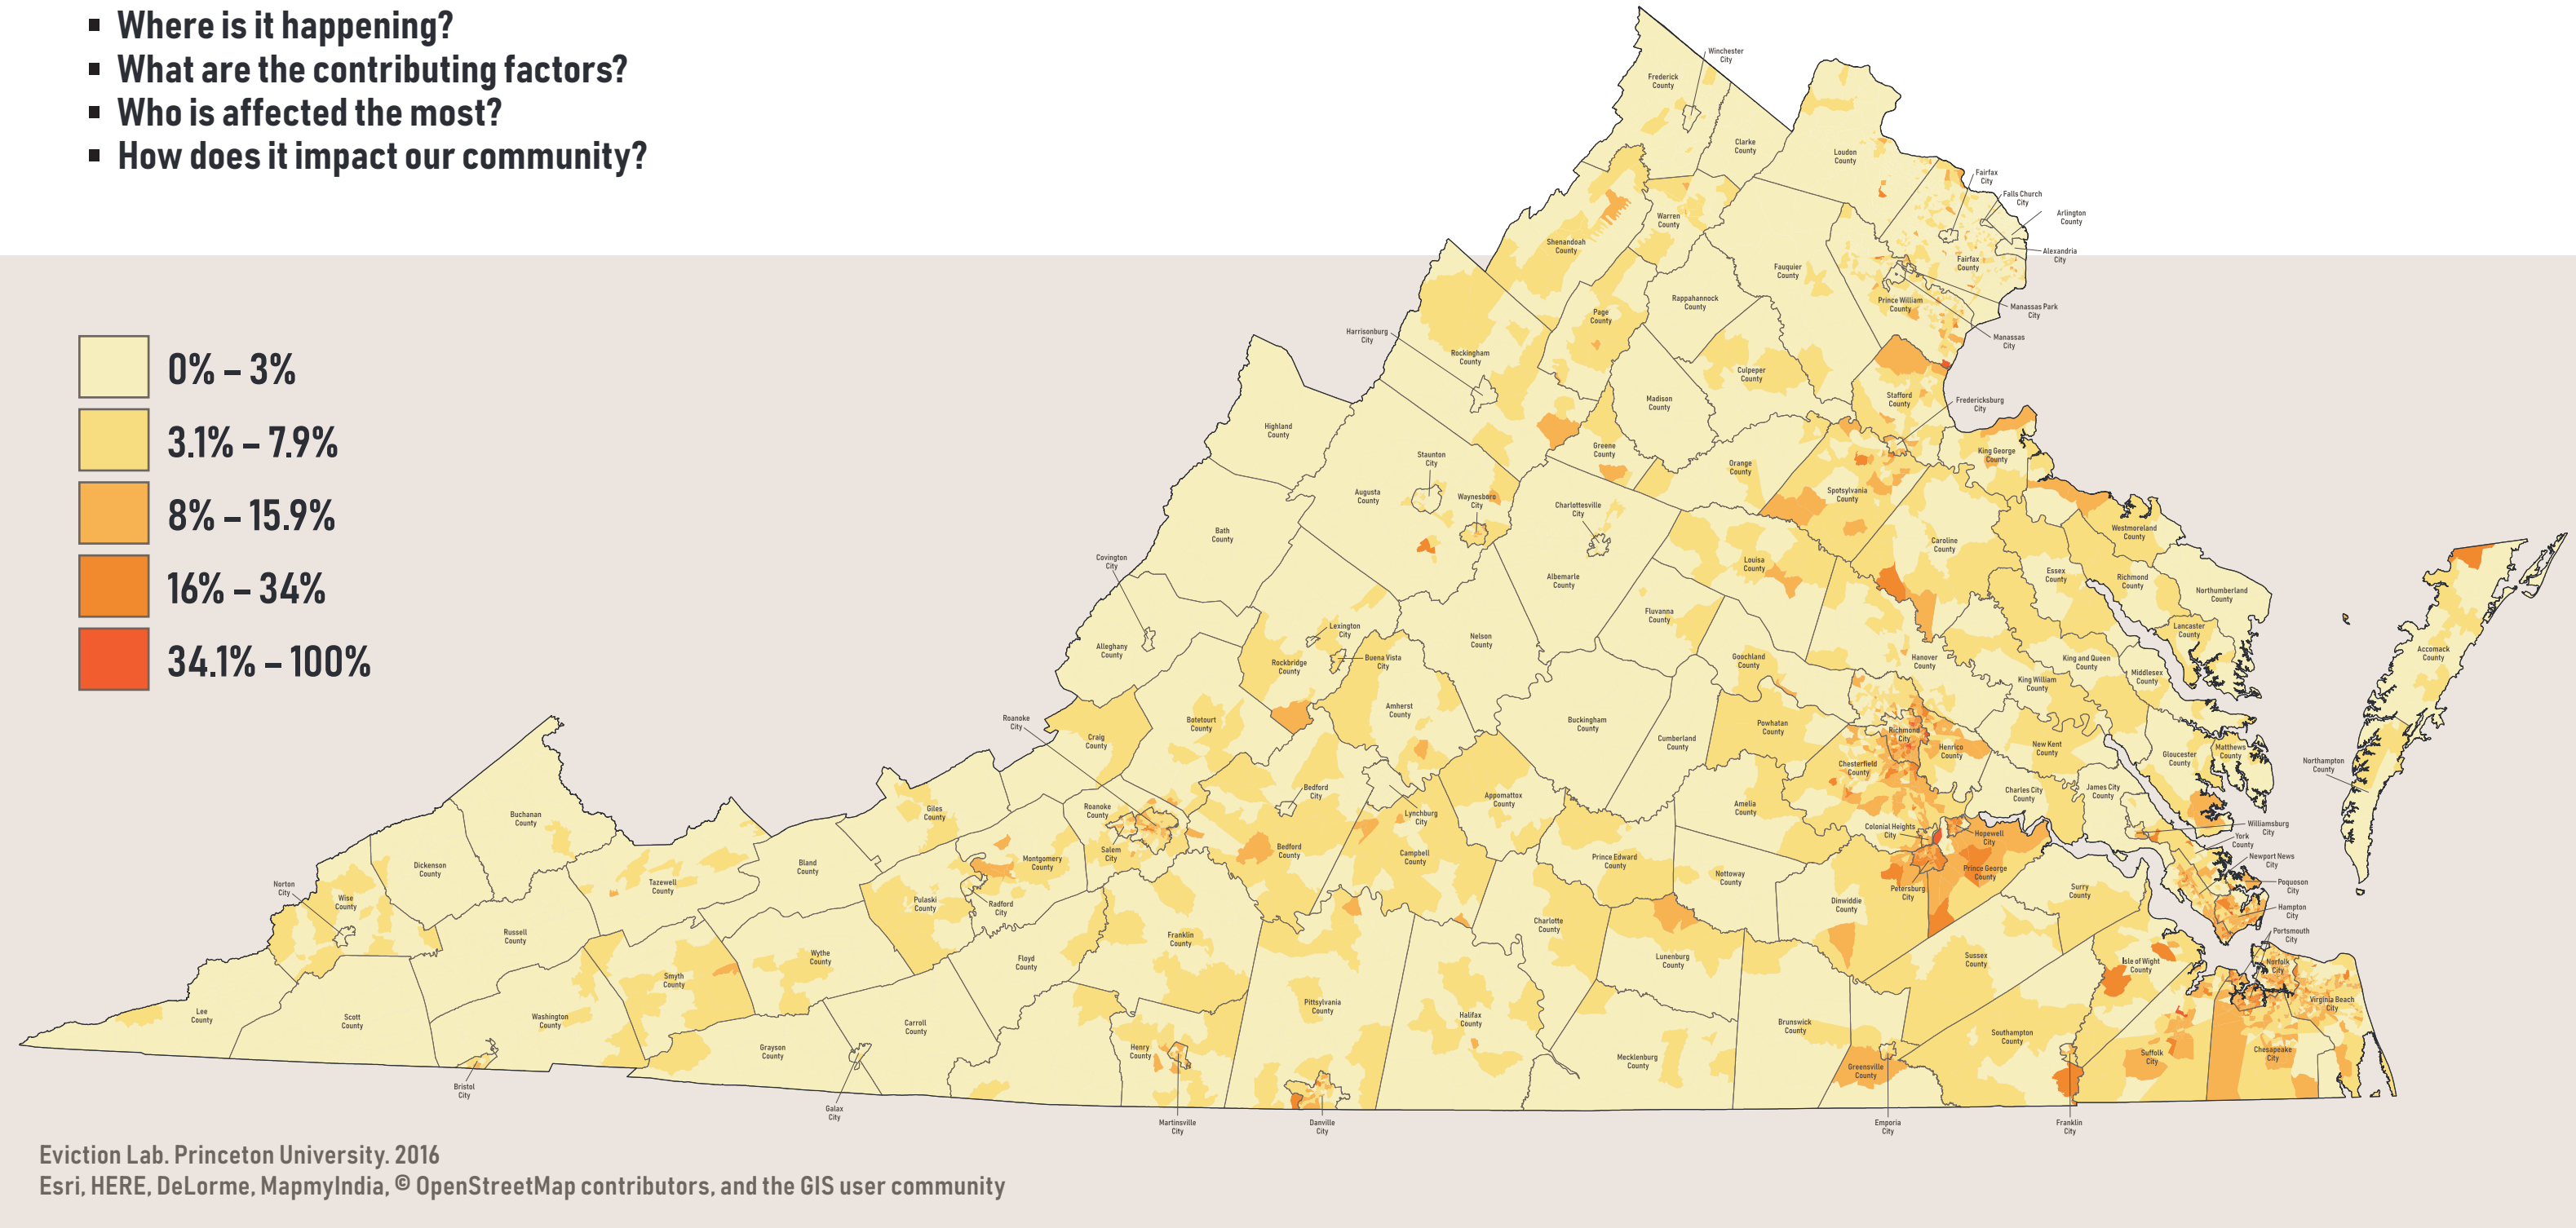 ▪ Where is it happening?
▪ What are the contributing factors?
▪ Who is affected the most?
▪ How does it impact our community?
Winchester
City
Frederick
County
Clarke
County
Loudon
County
Fairfax
City
Falls Church
City
Arlington
County
Alexandria
City
Fairfax
County
Warren
County
Shenandoah
County
Fauquier
County
Rappahannock
County
Prince William
County
Manassas Park
City
Manassas
City
Page
County
Harrisonburg
City
Rockingham
County
0% – 3%
3.1% – 7.9%
8% – 15.9%
16% – 34%
34.1% – 100%
Culpeper
County
Madison
County
Stafford
County
Fredericksburg
City
Highland
County
Greene
County
King George
County
Staunton
City
Orange
County
Augusta
County
Waynesboro
City
Spotsylvania
County
Charlottesville
City
Bath
County
Westmoreland
County
Caroline
County
Covington
City
Louisa
County
Albemarle
County
Essex
County
Richmond
County
Northumberland
County
Fluvanna
County
Lexington
City
Lancaster
County
Nelson
County
Alleghany
County
Buena Vista
City
Rockbridge
County
Goochland
County
Hanover
County
King and Queen
County
Accomack
County
Middlesex
County
King William
County
Amherst
County
Botetourt
County
Buckingham
County
Roanoke
City
Craig
County
Cumberland
County
Powhatan
County
Richmond
City
Henrico
County
New Kent
County
Matthews
County
Gloucester
County
Northampton
County
Chesterfield
County
Bedford
City
Appomattox
County
Amelia
County
Charles City
County
James City
County
Buchanan
County
Giles
County
Roanoke
County
Lynchburg
City
Colonial Heights
City
Hopewell
City
Williamsburg
City
York
County
Salem
City
Bedford
County
Campbell
County
Prince Edward
County
Newport News
City
Dickenson
County
Bland
County
Montgomery
County
Nottoway
County
Prince George
County
Poquoson
City
Norton
City
Tazewell
County
Petersburg
City
Surry
County
Wise
County
Pulaski
County
Radford
City
Dinwiddie
County
Hampton
City
Charlotte
County
Portsmouth
City
Russell
County
Franklin
County
Wythe
County
Floyd
County
Lunenburg
County
Sussex
County
Isle of Wight
County
Norfolk
City
Smyth
County
Pittsylvania
County
Virginia Beach
City
Lee
County
Scott
County
Washington
County
Carroll
County
Halifax
County
Brunswick
County
Southampton
County
Grayson
County
Henry
County
Mecklenburg
County
Greensville
County
Suffolk
City
Chesapeake
City
Bristol
City
Galax
City
Martinsville
City
Danville
City
Emporia
City
Franklin
City
Eviction Lab. Princeton University. 2016
Esri, HERE, DeLorme, MapmyIndia, © OpenStreetMap contributors, and the GIS user community